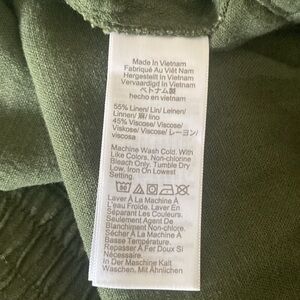 Made In Vietnam
Fabriqué Au Việt Nam
Hergestellt In Vietnam
Vervaardigd In Vietnam
ベトナム製
hecho en vietnam
55% Linen/ Lin/ Leinen/
Linnen/ 麻/ lino
45% Viscose/ Viscose/
Viskose/ Viscose/ レーヨン/
viscosa
Machine Wash Cold. With
Like Colors. Non-chlorine
Bleach Only. Tumble Dry
Low, Iron On Lowest
Setting.
Laver À La Machine À
L'eau Froide. Laver En
Séparant Les Couleurs.
Seulement Agent De
Blanchiment Non-chlore.
Sécher À La Machine À
Basse Température.
Repasser À Fer Doux Si
Nécessaire.
In Der Maschine Kalt
Waschen. Mit Ähnlichen